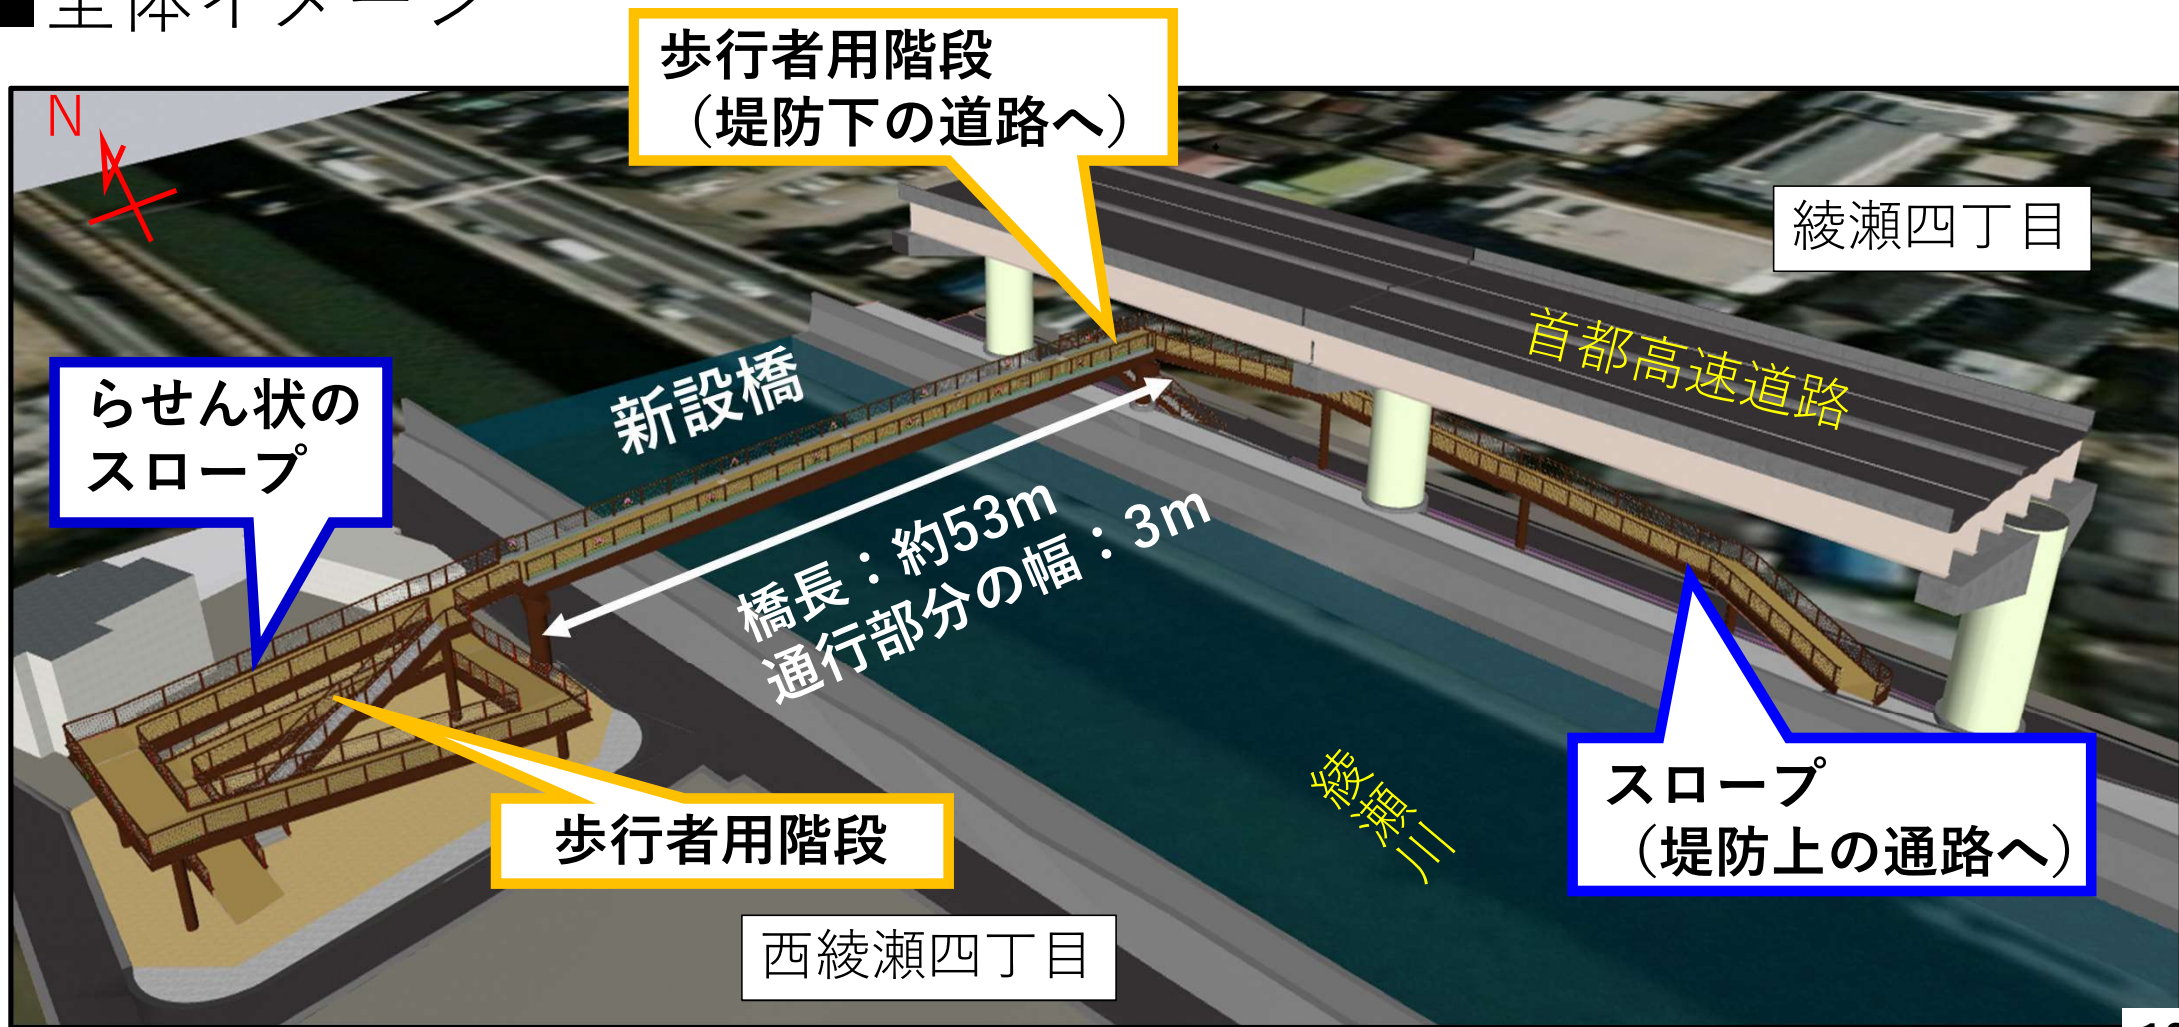 ■全体イメージ
歩行者用階段
（堤防下の道路へ）
N
綾瀬四丁目
首都高速道路
らせん状の
スロープ
新設橋
橋長：約53m
通行部分の幅：3m
綾瀬川
スロープ
（堤防上の通路へ）
歩行者用階段
西綾瀬四丁目